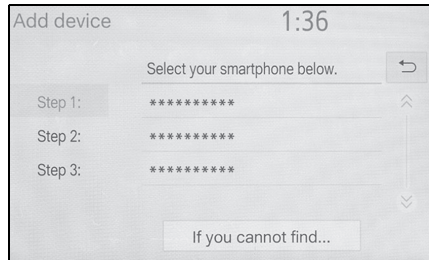 Add device 1:36
Select your smartphone below.
Step 1: **********
Step 2: **********
Step 3: **********
If you cannot find...